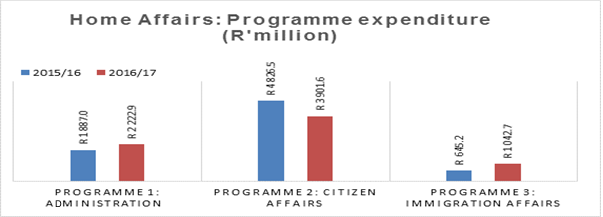 Home Affairs: Programme expenditure
(R'million)
2015/16 2016/17
R 1 887.0
R 2 222.9
R 4 826.5
R 3 901.6
R 645.2
R 1 042.7
PROGRAMME 1:
ADMINISTRATION
PROGRAMME 2: CITIZEN
AFFAIRS
PROGRAMME 3:
IMMIGRATION AFFAIRS